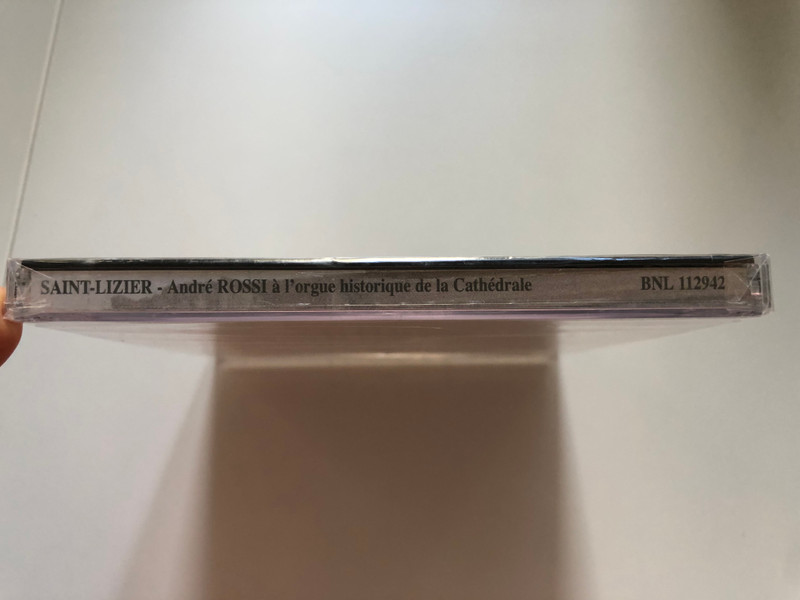 SAINT-LIZIER - André ROSSI à l'orgue historique de la Cathédrale BNL 112942